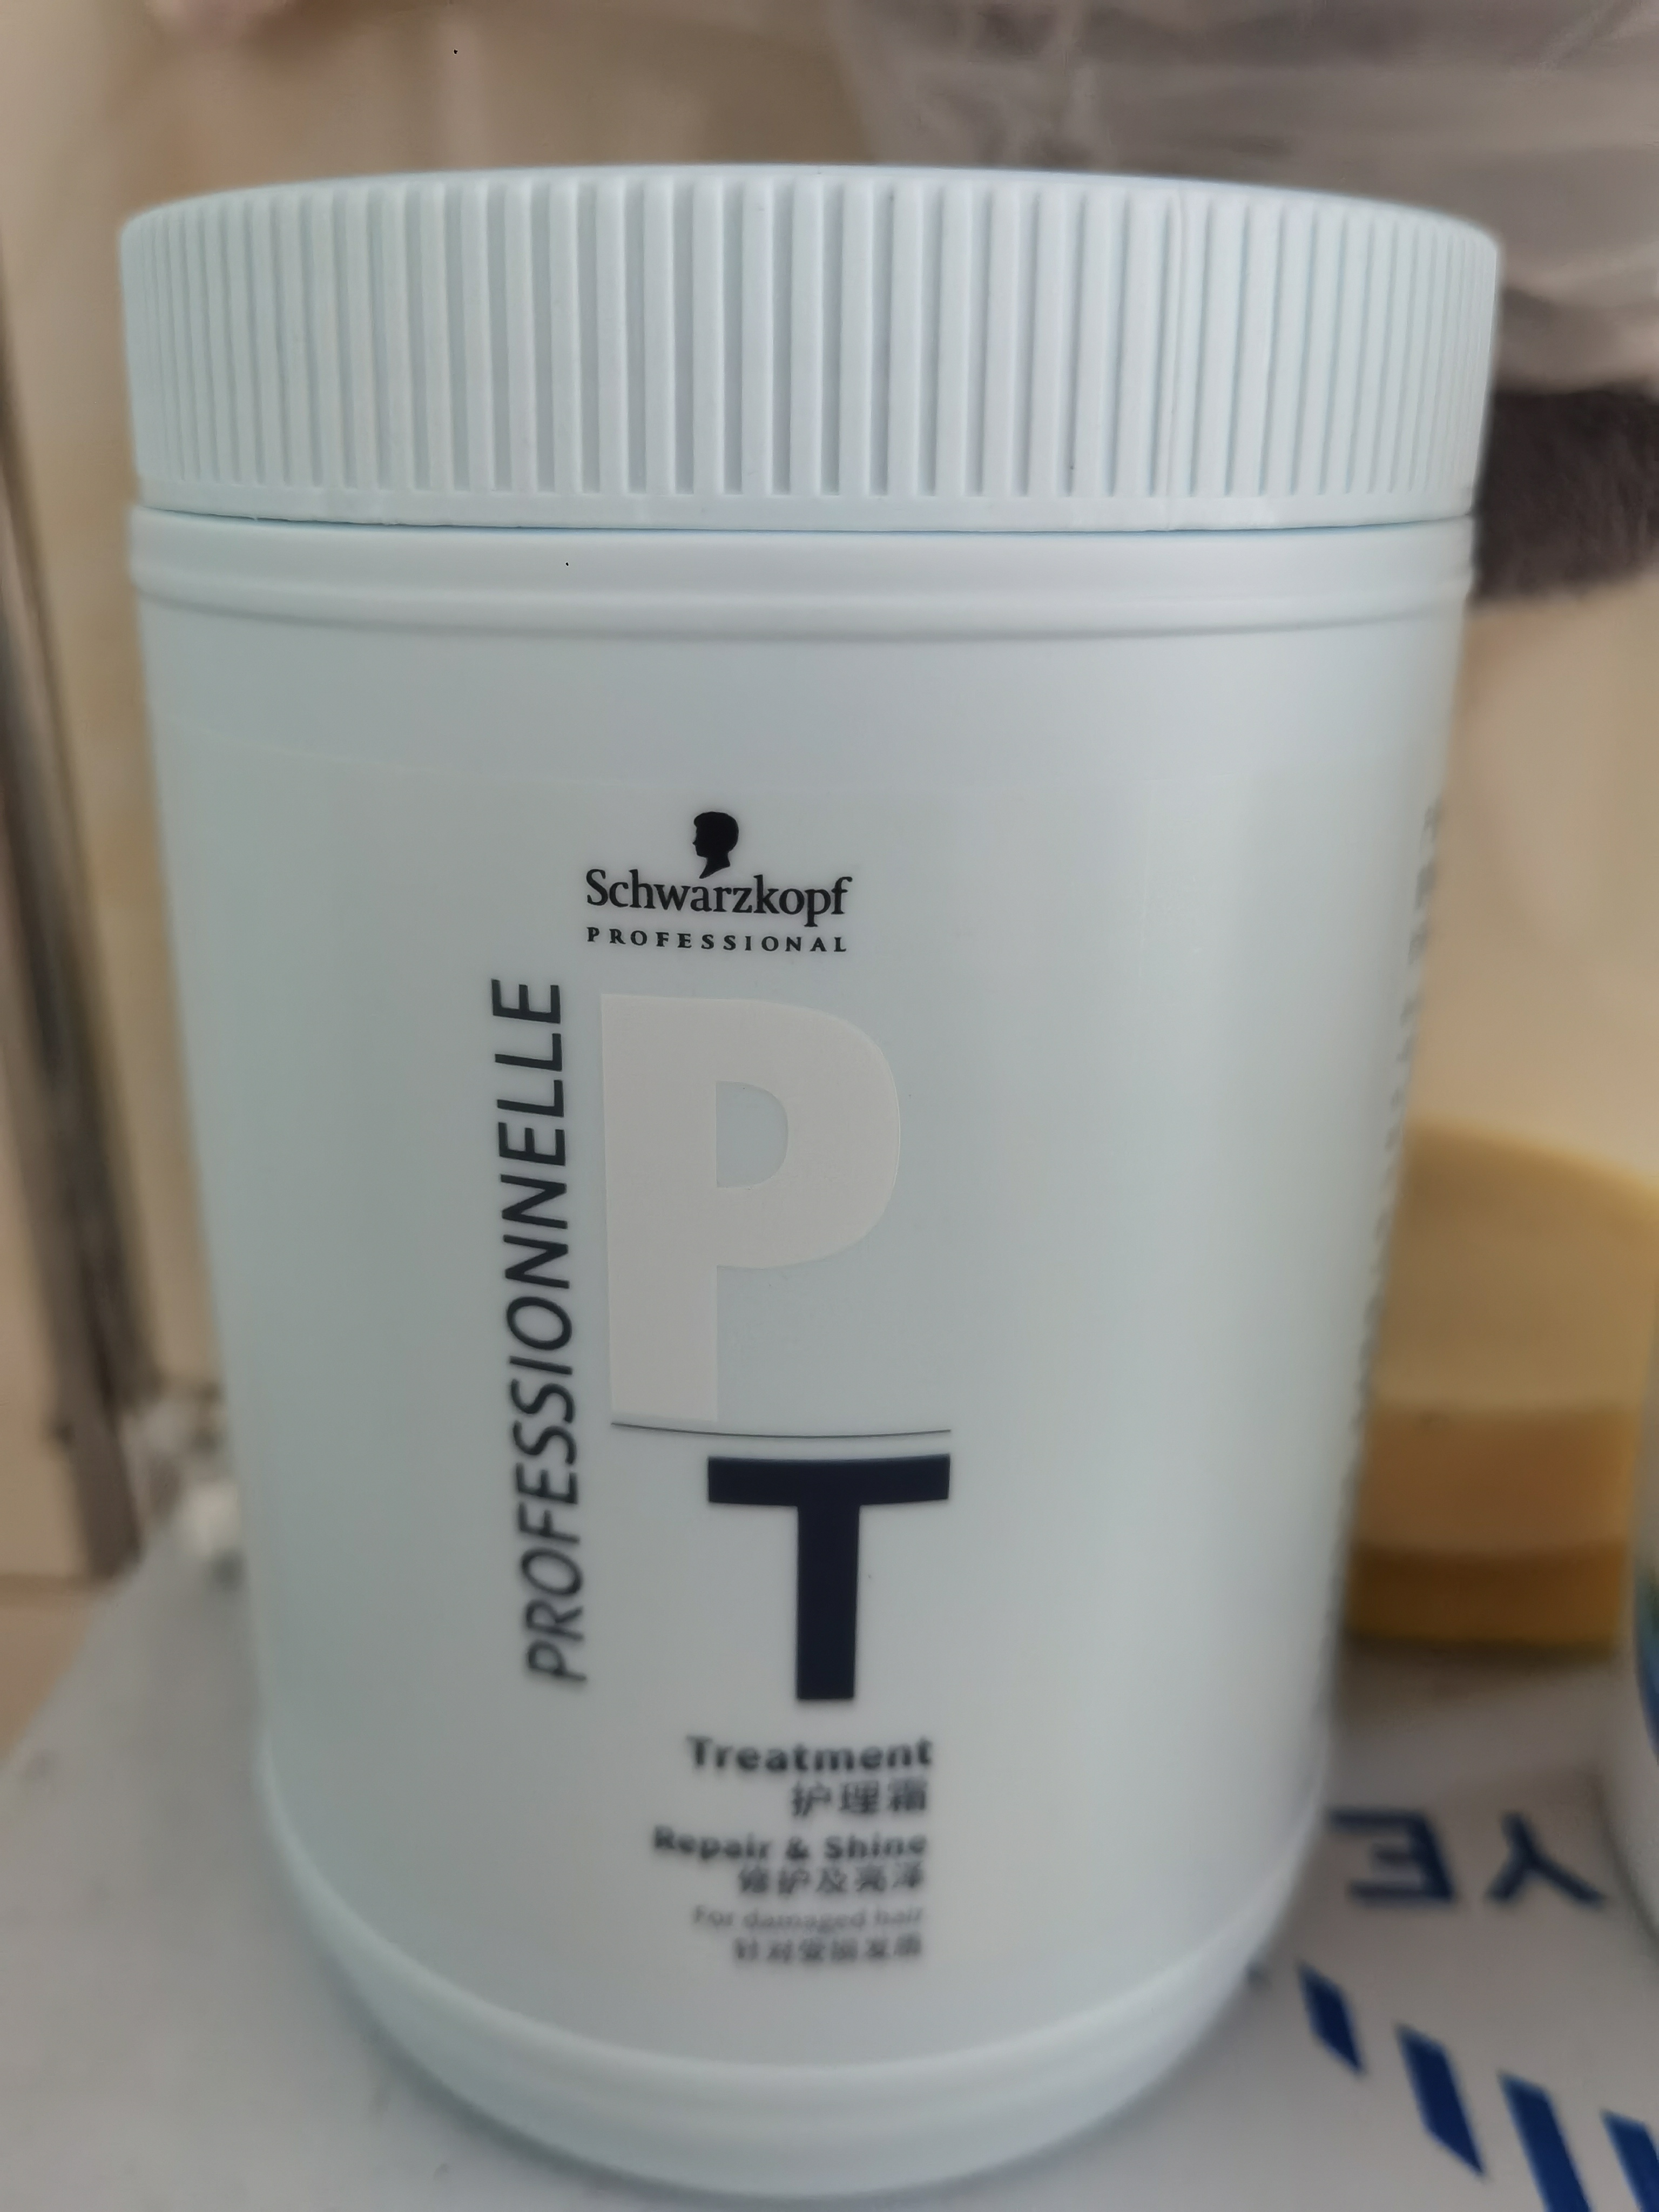 Schwarzkopf
PROFESSIONAL
PROFESSIONNELLE
P
T
Treatment
护理霜
Repair & Shine
修护及亮泽
For damaged hair
针对受损发质
YE